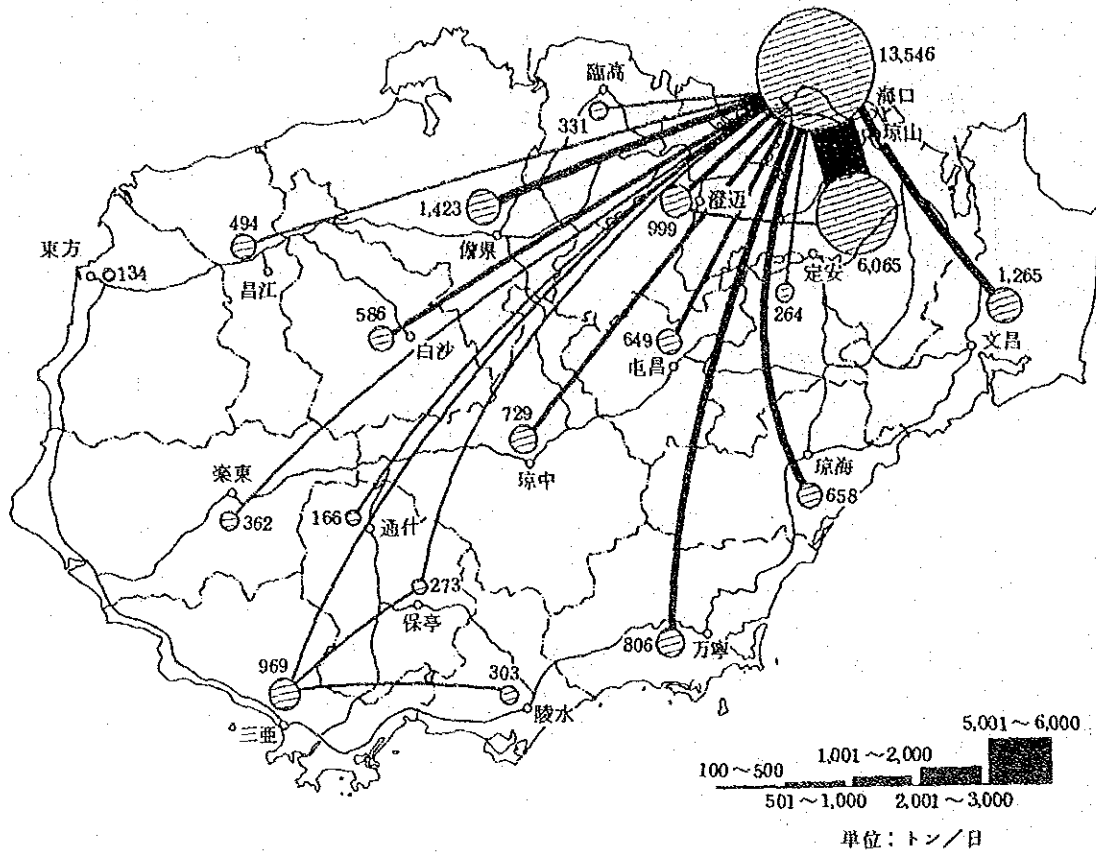 13,546
海口
琼山
臨高
331
1,423
儋県
999
澄辺
6,065
定安
264
1,265
文昌
494
昌江
東方
134
586
白沙
649
屯昌
729
琼中
琼海
658
楽東
362
166
通什
273
保亭
806
万寧
969
三亜
303
陵水
5,001～6,000
1,001～2,000
100～500
501～1,000
2,001～3,000
単位：トン／日